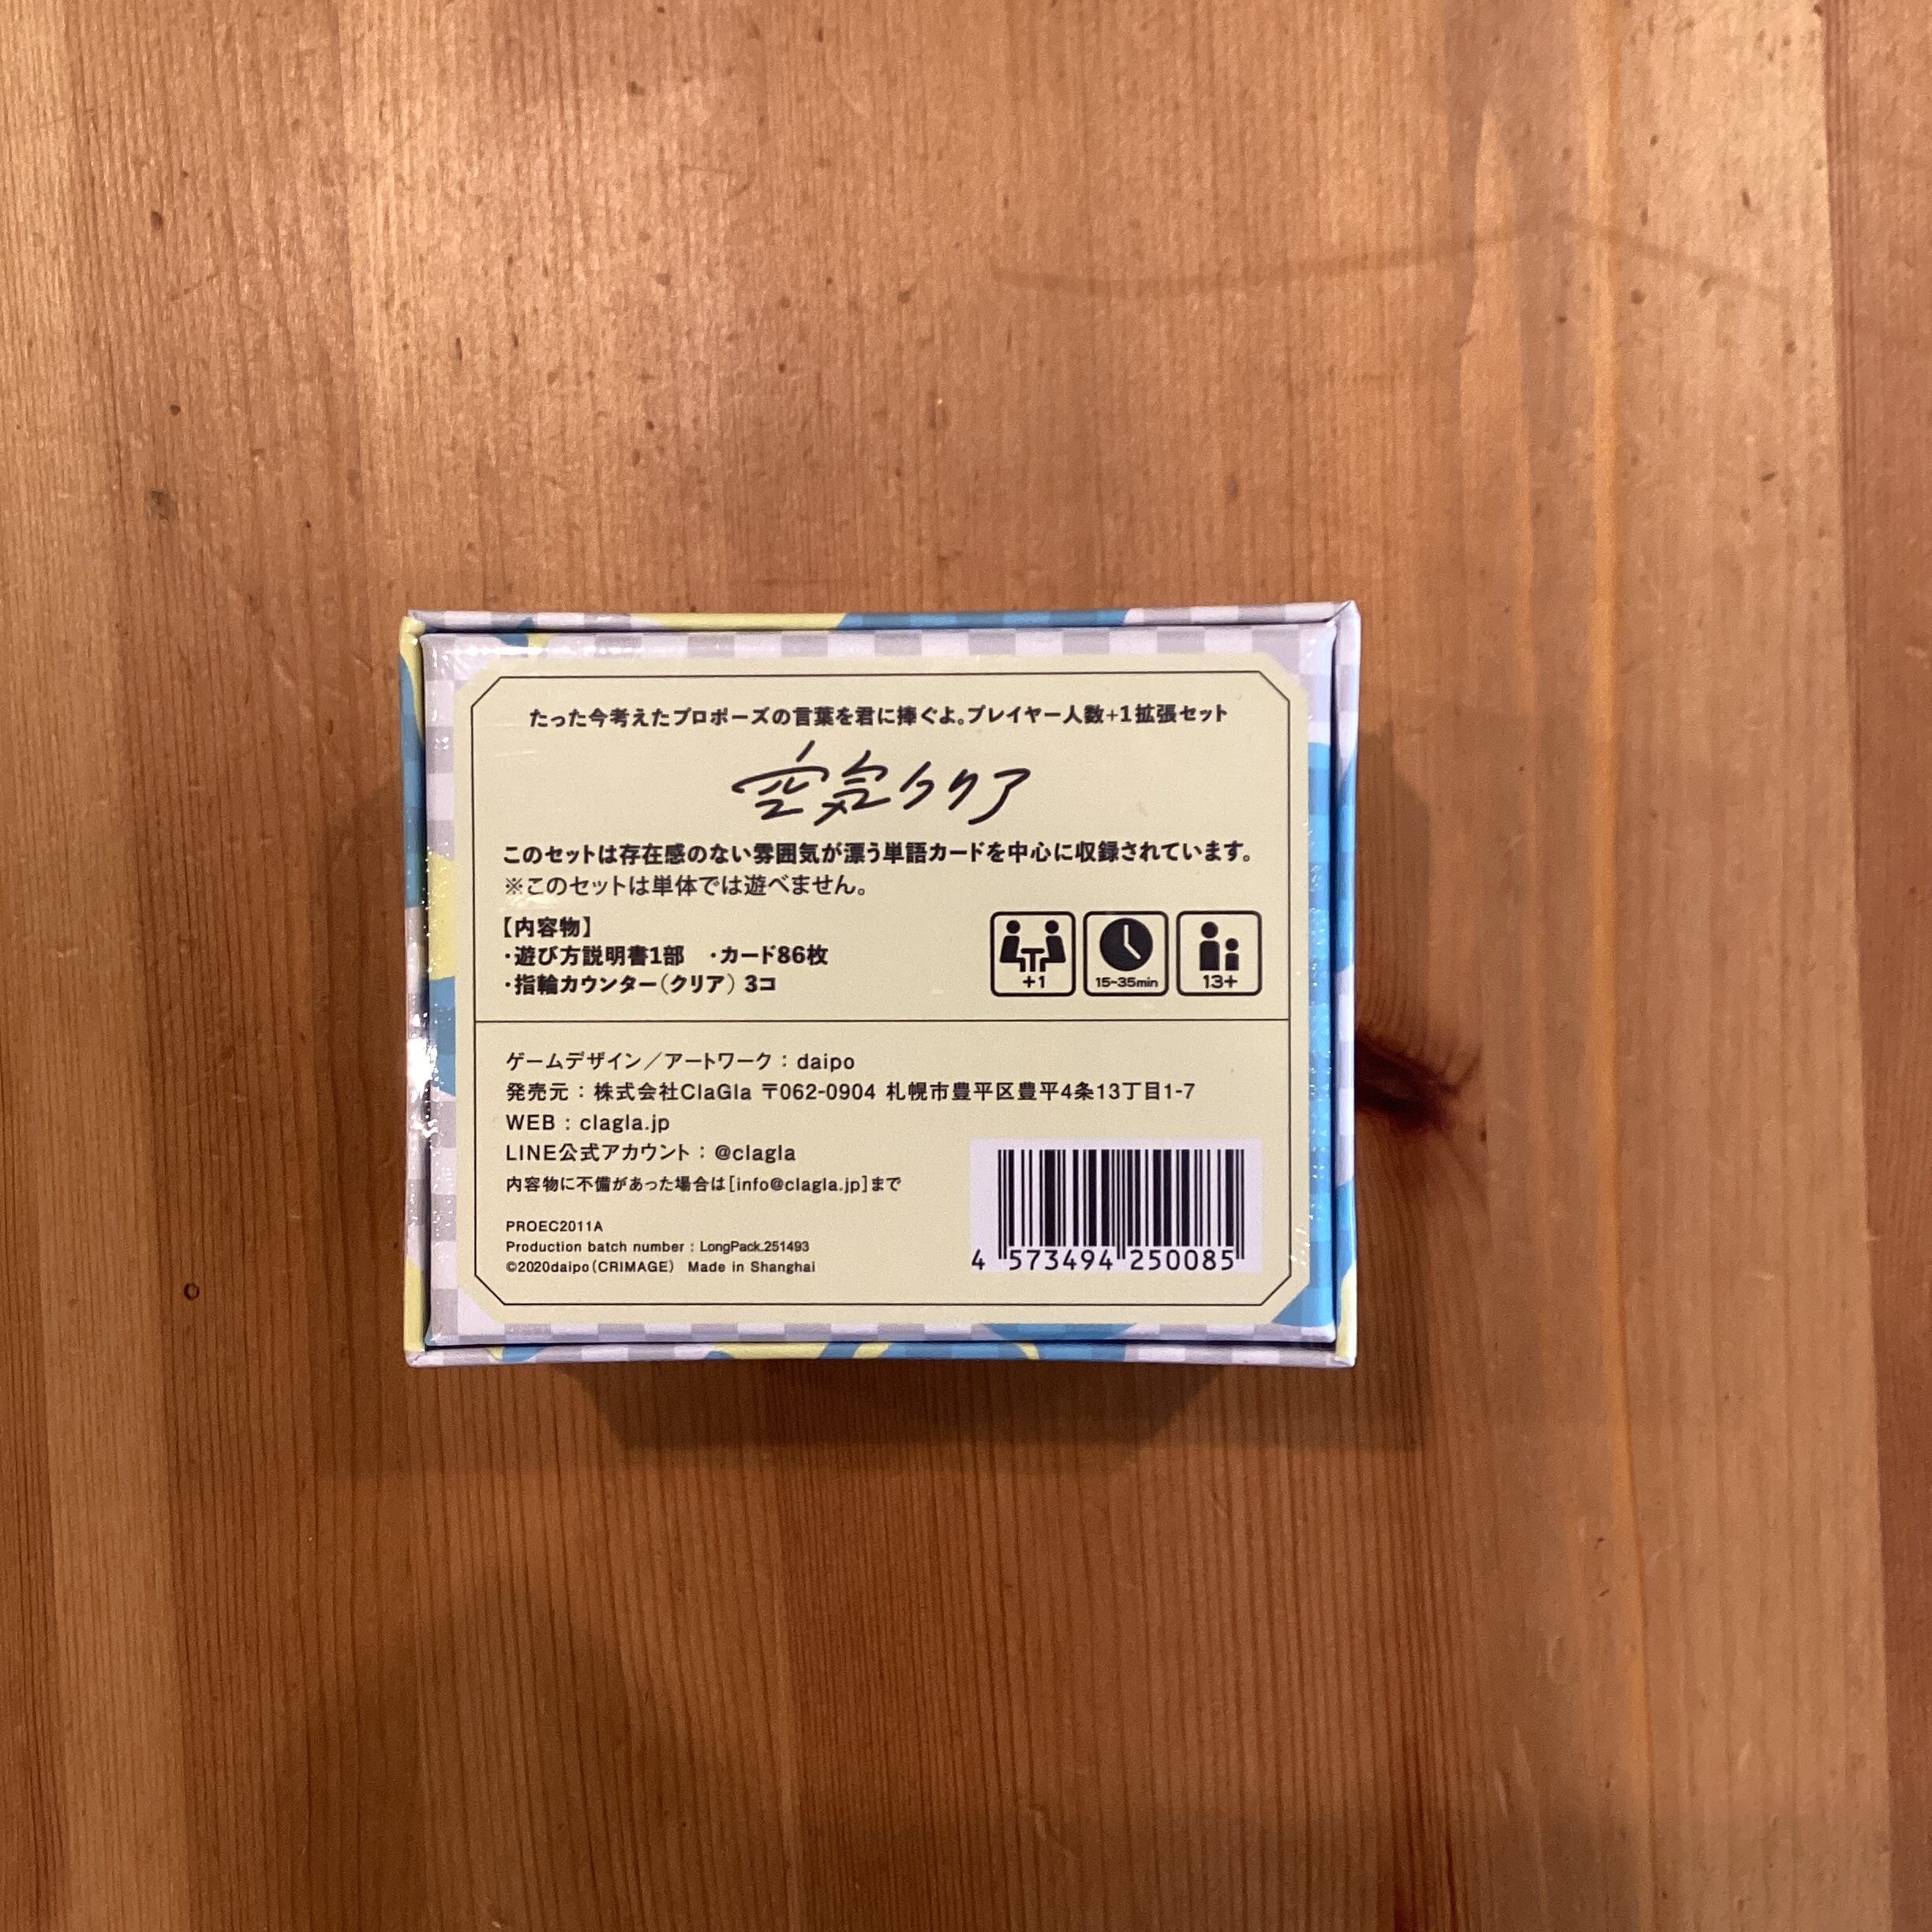 たった今考えたプロポーズの言葉を君に捧ぐよ。プレイヤー人数+1拡張セット
空気クリア
このセットは存在感のない雰囲気が漂う単語カードを中心に収録されています。
※このセットは単体では遊べません。
【内容物】
・遊び方説明書1部　・カード86枚
・指輪カウンター（クリア）3コ
+1
15-35min
13+
ゲームデザイン／アートワーク：daipo
発売元：株式会社ClaGla 〒062-0904 札幌市豊平区豊平4条13丁目1-7
WEB：clagla.jp
LINE公式アカウント：@clagla
内容物に不備があった場合は［info@clagla.jp］まで
PROEC2011A
Production batch number : LongPack.251493
©2020daipo（CRIMAGE） Made in Shanghai
4 573494 250085